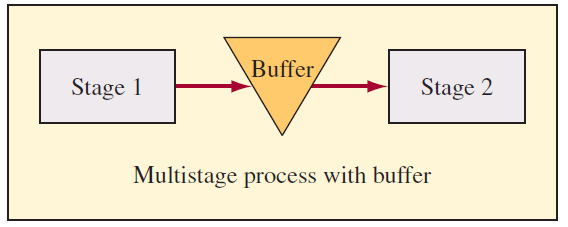 Stage 1
Buffer
Stage 2
Multistage process with buffer